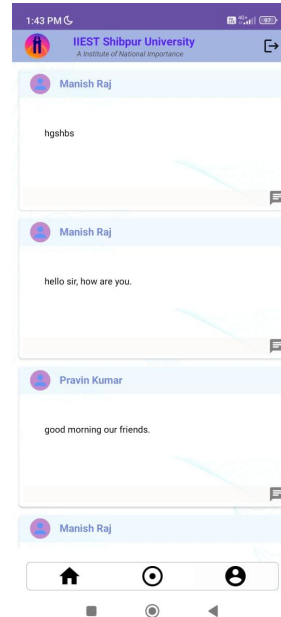 1:43 PM
IIEST Shibpur University
A Institute of National Importance
Manish Raj
hgshbs
Manish Raj
hello sir, how are you.
Pravin Kumar
good morning our friends.
Manish Raj